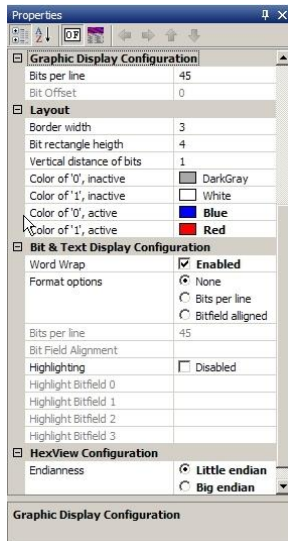 Properties
OF
Graphic Display Configuration
Bits per line 45
Bit Offset 0
Layout
Border width 3
Bit rectangle heigth 4
Vertical distance of bits 1
Color of '0', inactive DarkGray
Color of '1', inactive White
Color of '0', active Blue
Color of '1', active Red
Bit & Text Display Configuration
Word Wrap Enabled
Format options None
Bits per line
Bitfield alligned
Bits per line 45
Bit Field Alignment
Highlighting Disabled
Highlight Bitfield 0
Highlight Bitfield 1
Highlight Bitfield 2
Highlight Bitfield 3
HexView Configuration
Endianness Little endian
Big endian
Graphic Display Configuration